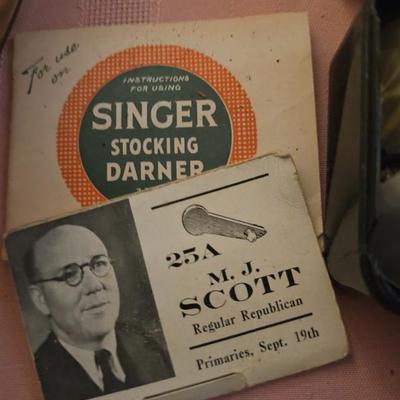 For use
on
INSTRUCTIONS
FOR USING
SINGER
STOCKING
DARNER
25A
M. J.
SCOTT
Regular Republican
Primaries, Sept. 19th